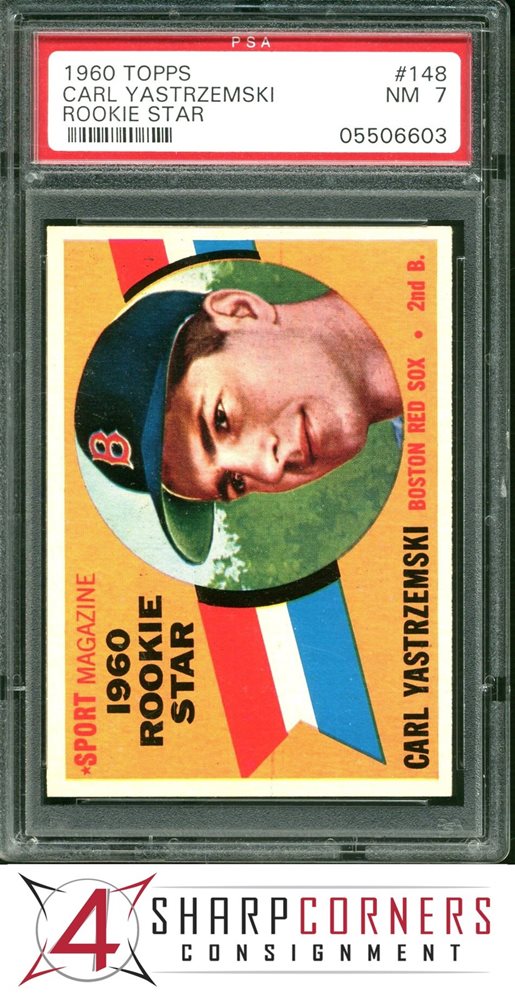 PSA
1960 TOPPS #148
CARL YASTRZEMSKI NM 7
ROOKIE STAR
05506603
B
★SPORT MAGAZINE
1960
ROOKIE
STAR
CARL YASTRZEMSKI
BOSTON RED SOX • 2nd B.
4 SHARPCORNERS
CONSIGNMENT